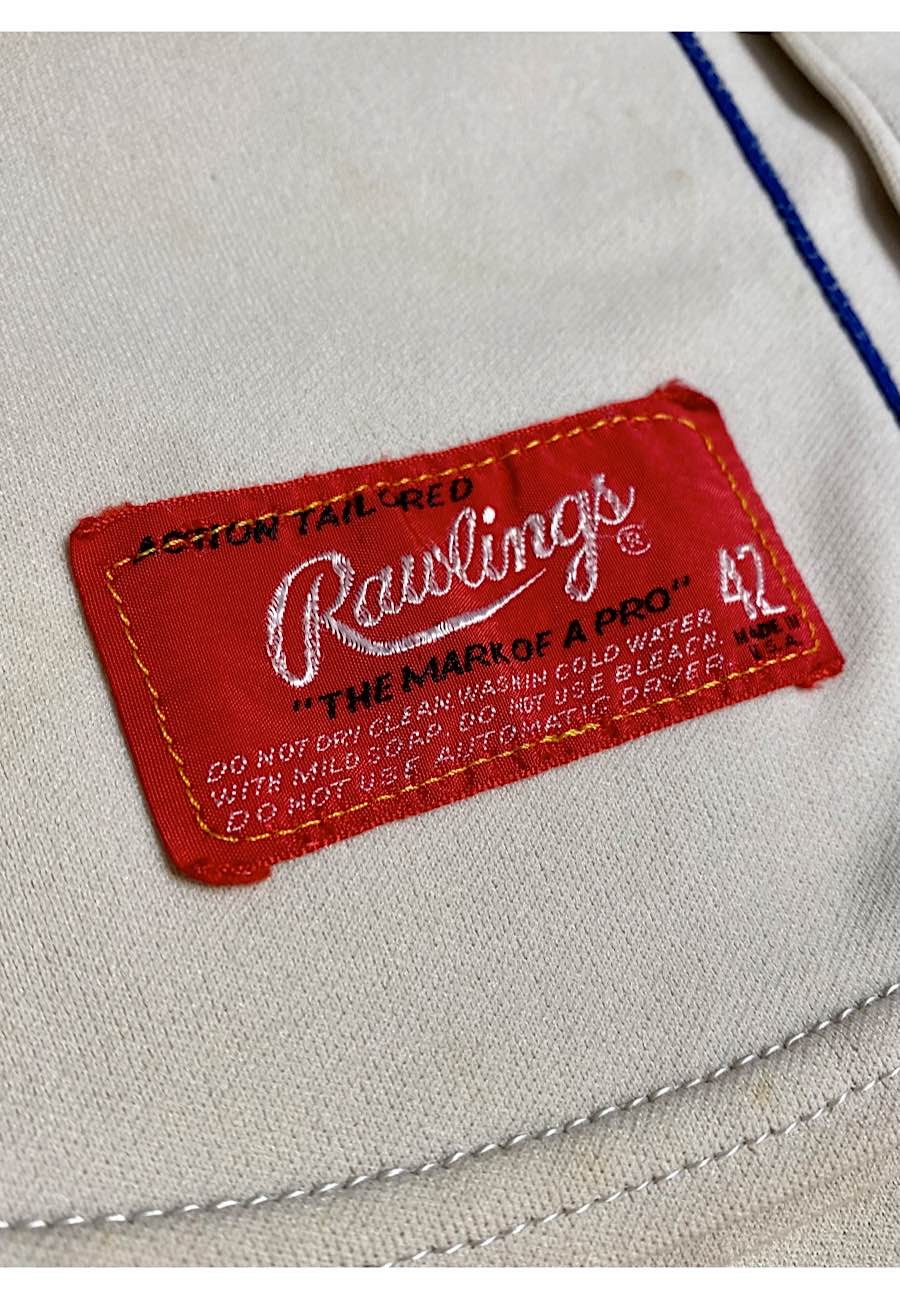 ACTION TAILORED
Rawlings®
42
"THE MARK OF A PRO"
MADE IN
U.S.A.
DO NOT DRY CLEAN. WASH IN COLD WATER
WITH MILD SOAP. DO NOT USE BLEACH.
DO NOT USE AUTOMATIC DRYER.